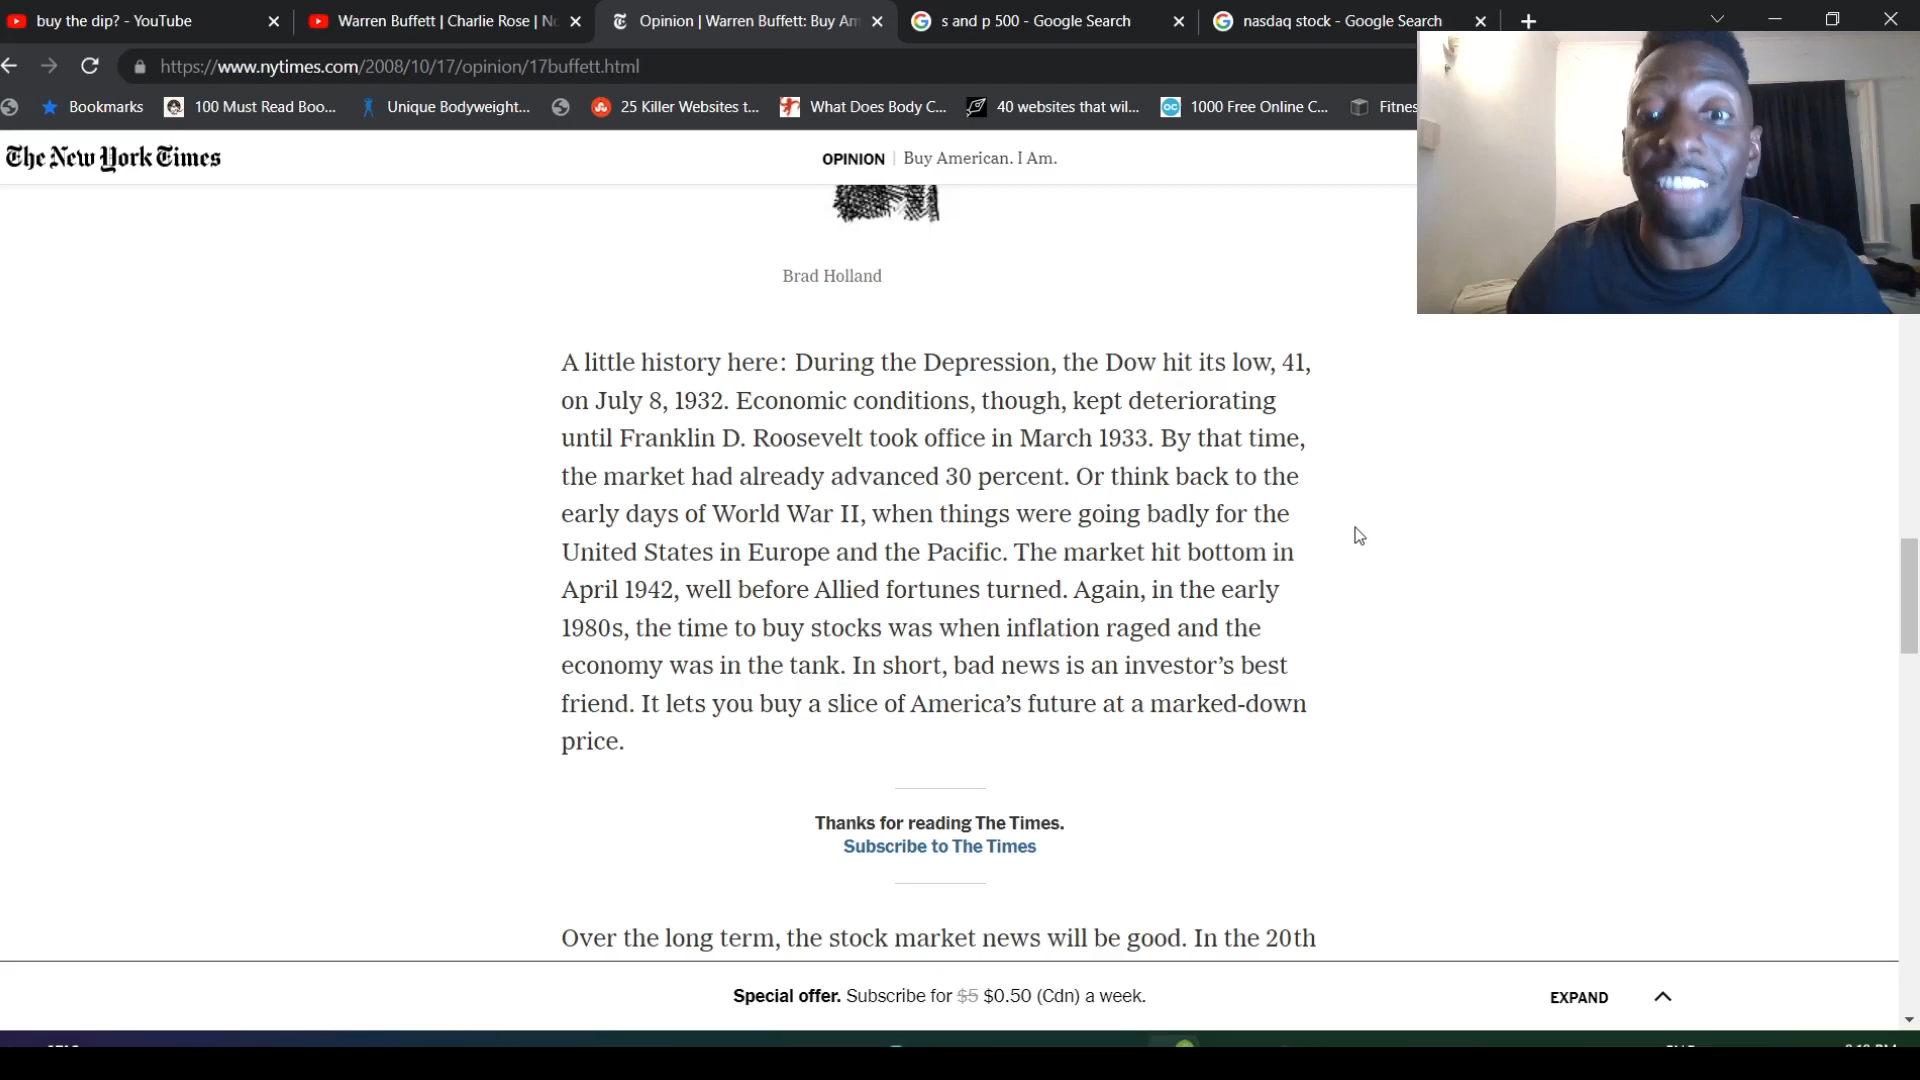 buy the dip? - YouTube
Warren Buffett | Charlie Rose | No
Opinion | Warren Buffett: Buy Am
s and p 500 - Google Search
nasdaq stock - Google Search
https://www.nytimes.com/2008/10/17/opinion/17buffett.html
Bookmarks
100 Must Read Boo...
Unique Bodyweight...
25 Killer Websites t...
What Does Body C...
40 websites that wil...
OC
1000 Free Online C...
Fitnes
The New York Times
OPINION | Buy American. I Am.
Brad Holland
A little history here: During the Depression, the Dow hit its low, 41,
on July 8, 1932. Economic conditions, though, kept deteriorating
until Franklin D. Roosevelt took office in March 1933. By that time,
the market had already advanced 30 percent. Or think back to the
early days of World War II, when things were going badly for the
United States in Europe and the Pacific. The market hit bottom in
April 1942, well before Allied fortunes turned. Again, in the early
1980s, the time to buy stocks was when inflation raged and the
economy was in the tank. In short, bad news is an investor’s best
friend. It lets you buy a slice of America’s future at a marked-down
price.
Thanks for reading The Times.
Subscribe to The Times
Over the long term, the stock market news will be good. In the 20th
Special offer. Subscribe for $5 $0.50 (Cdn) a week.
EXPAND